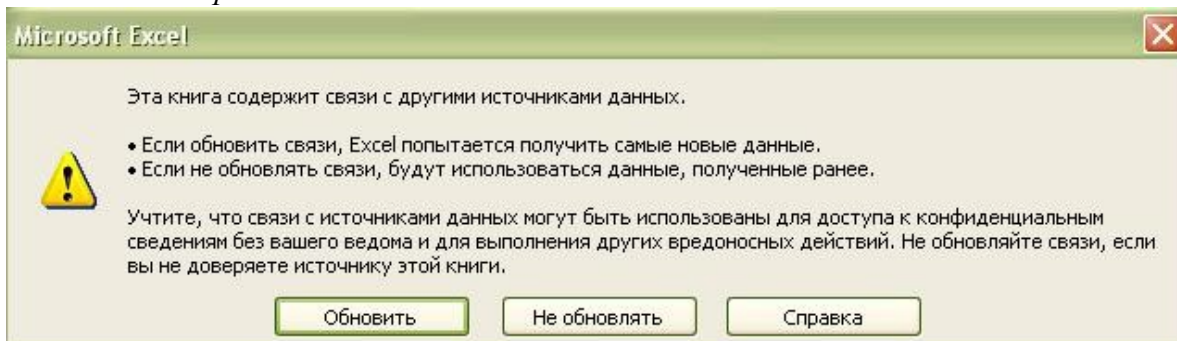 Microsoft Excel
Эта книга содержит связи с другими источниками данных.
• Если обновить связи, Excel попытается получить самые новые данные.
• Если не обновлять связи, будут использоваться данные, полученные ранее.
Учтите, что связи с источниками данных могут быть использованы для доступа к конфиденциальным
сведениям без вашего ведома и для выполнения других вредоносных действий. Не обновляйте связи, если
вы не доверяете источнику этой книги.
Обновить Не обновлять Справка